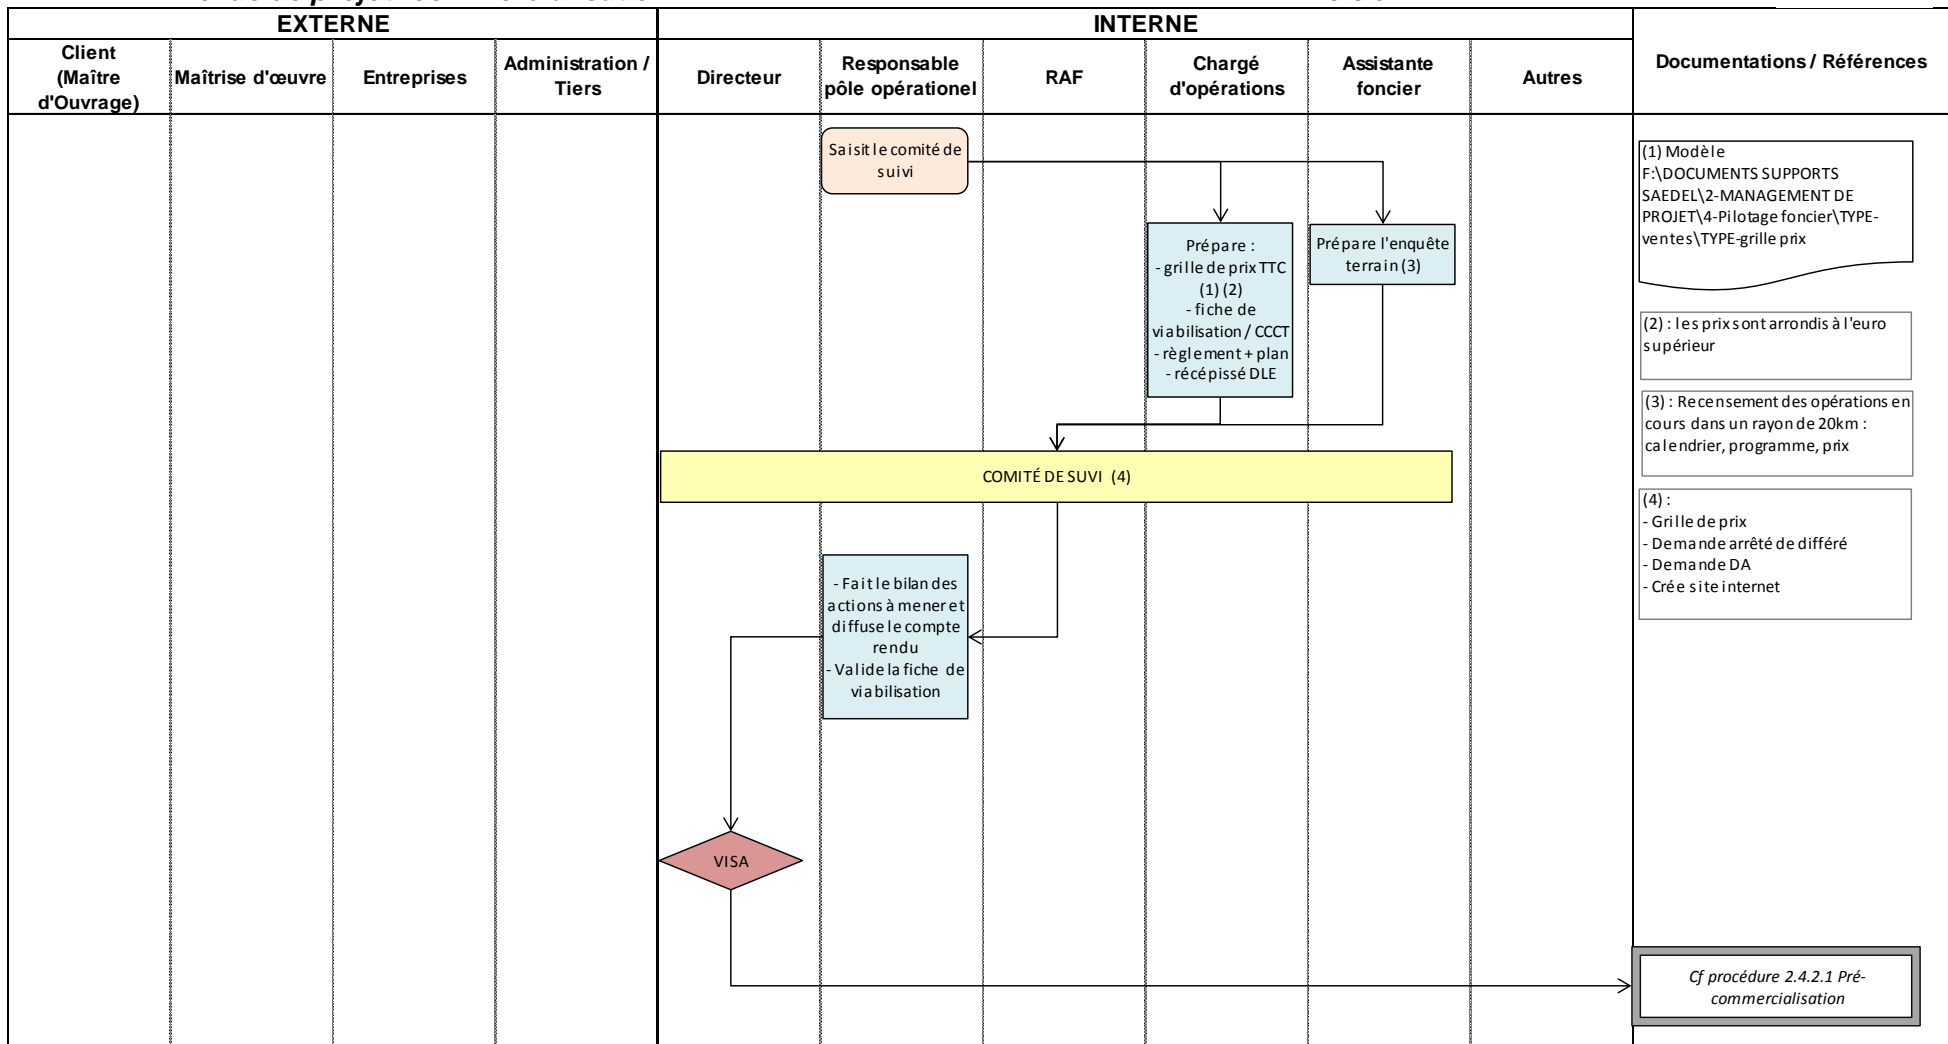 EXTERNE
INTERNE
Client
(Maître
d'Ouvrage)
Maîtrise d'œuvre
Entreprises
Administration /
Tiers
Directeur
Responsable
pôle opérationel
RAF
Chargé
d'opérations
Assistante
foncier
Autres
Documentations / Références
Saisit le comité de
suivi
Prépare :
- grille de prix TTC
(1) (2)
- fiche de
viabilisation / CCCT
- règlement + plan
- récépissé DLE
Prépare l'enquête
terrain (3)
COMITÉ DE SUVI (4)
- Fait le bilan des
actions à mener et
diffuse le compte
rendu
- Valide la fiche de
viabilisation
VISA
(1) Modèle
F:\DOCUMENTS SUPPORTS
SAEDEL\2-MANAGEMENT DE
PROJET\4-Pilotage foncier\TYPE-
ventes\TYPE-grille prix
(2) : les prix sont arrondis à l'euro
supérieur
(3) : Recensement des opérations en
cours dans un rayon de 20km :
calendrier, programme, prix
(4) :
- Grille de prix
- Demande arrêté de différé
- Demande DA
- Crée site internet
Cf procédure 2.4.2.1 Pré-
commercialisation